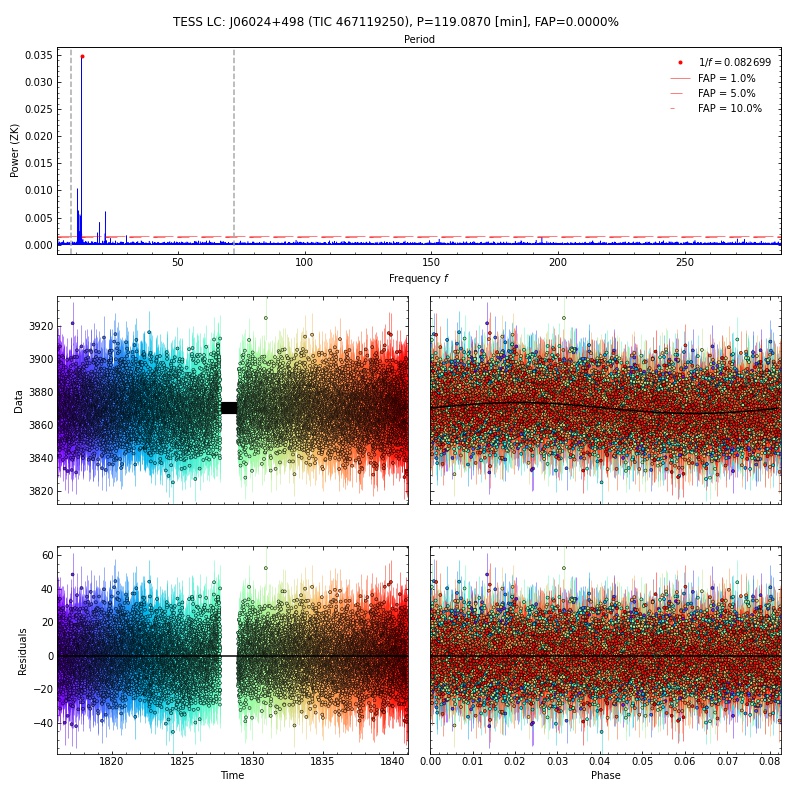 TESS LC: J06024+498 (TIC 467119250), P=119.0870 [min], FAP=0.0000%
Period
0.035
0.030
0.025
0.020
0.015
0.010
0.005
0.000
Power (ZK)
1/f = 0.082699
FAP = 1.0%
FAP = 5.0%
FAP = 10.0%
50 100 150 200 250
Frequency f
3920
3900
3880
3860
3840
3820
Data
60
40
20
0
−20
−40
Residuals
1820 1825 1830 1835 1840
Time
0.00 0.01 0.02 0.03 0.04 0.05 0.06 0.07 0.08
Phase